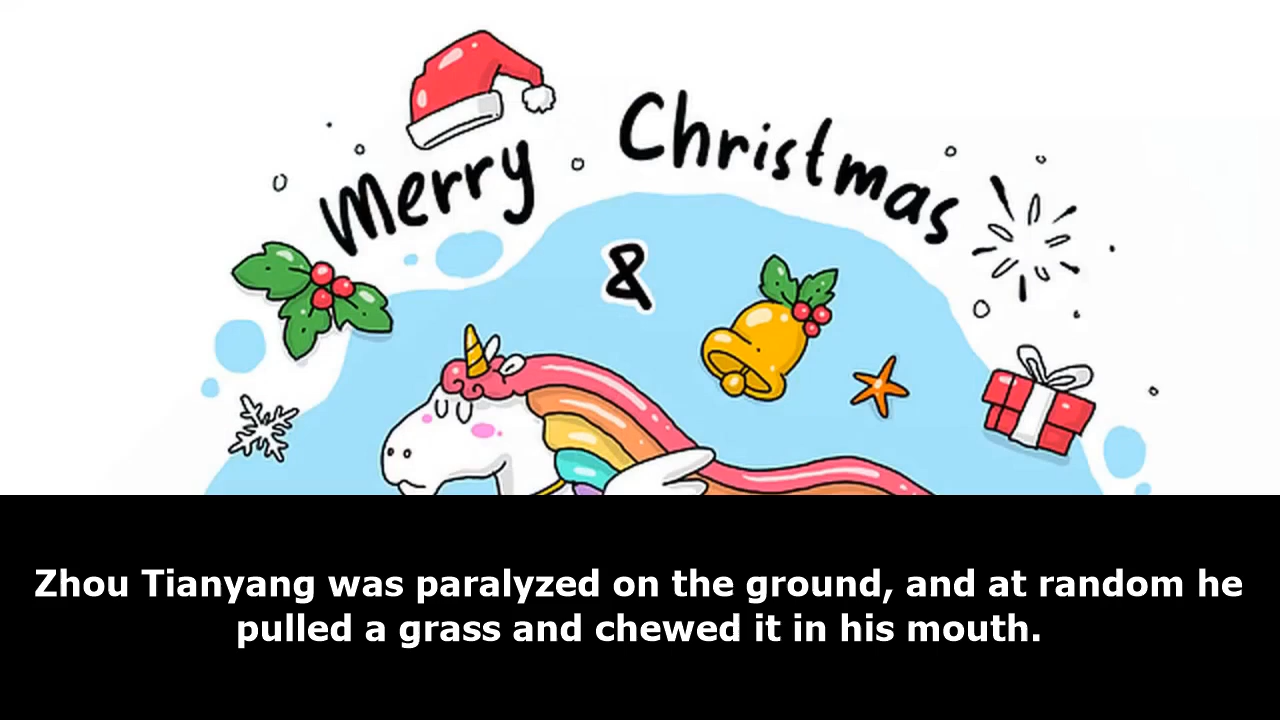 Merry Christmas
&
Zhou Tianyang was paralyzed on the ground, and at random he
pulled a grass and chewed it in his mouth.